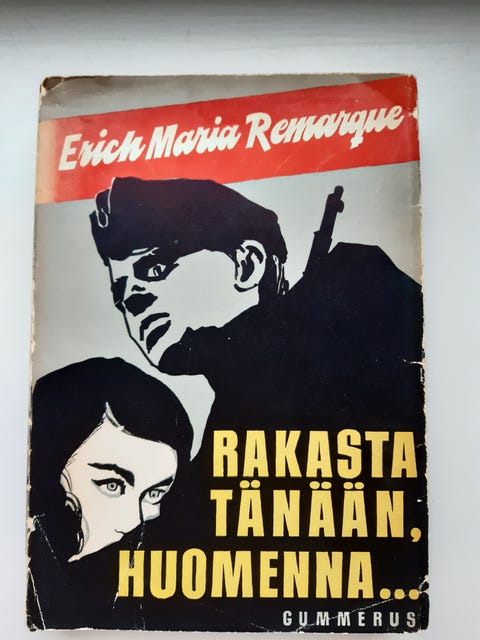 Erich Maria Remarque
RAKASTA
TÄNÄÄN,
HUOMENNA...
GUMMERUS